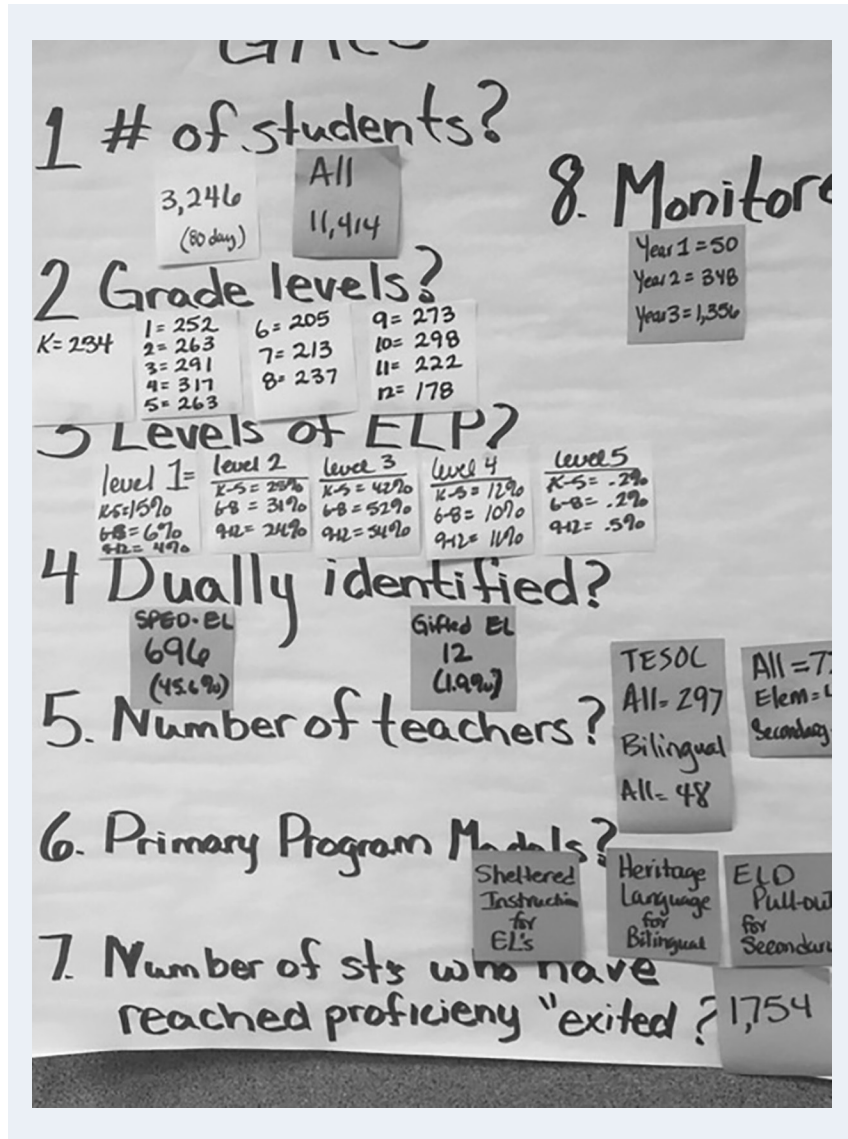 1 # of students?
3,246
(80 day)
All
11,414
8. Monitore
Year 1 = 50
Year 2 = 348
Year 3 = 1,356
2 Grade levels?
K = 234
1 = 252
2 = 263
3 = 291
4 = 317
5 = 263
6 = 205
7 = 213
8 = 237
9 = 273
10 = 298
11 = 222
12 = 178
3 Levels of ELP?
level 1=
K-5=15%
6-8=6%
9-12= 4%
level 2
K-5 =
6-8 = 31%
9-12= 24%
level 3
K-5 = 42%
6-8= 52%
9-12= 54%
level 4
K-5= 12%
6-8= 10%
9-12= 11%
level 5
K-5= .2%
6-8= .2%
9-12= .5%
4 Dually identified?
SPED-EL
696
(45.6%)
Gifted EL
12
(1.9%)
5. Number of teachers?
TESOL
All= 297
Bilingual
All= 48
All = 7
Elem=
Secondary
6. Primary Program Models?
Sheltered
Instruction
for
EL's
Heritage
Language
for
Bilingual
ELD
Pull-out
for
Secondary
7. Number of sts who have
reached proficieny "exited ?
1,754